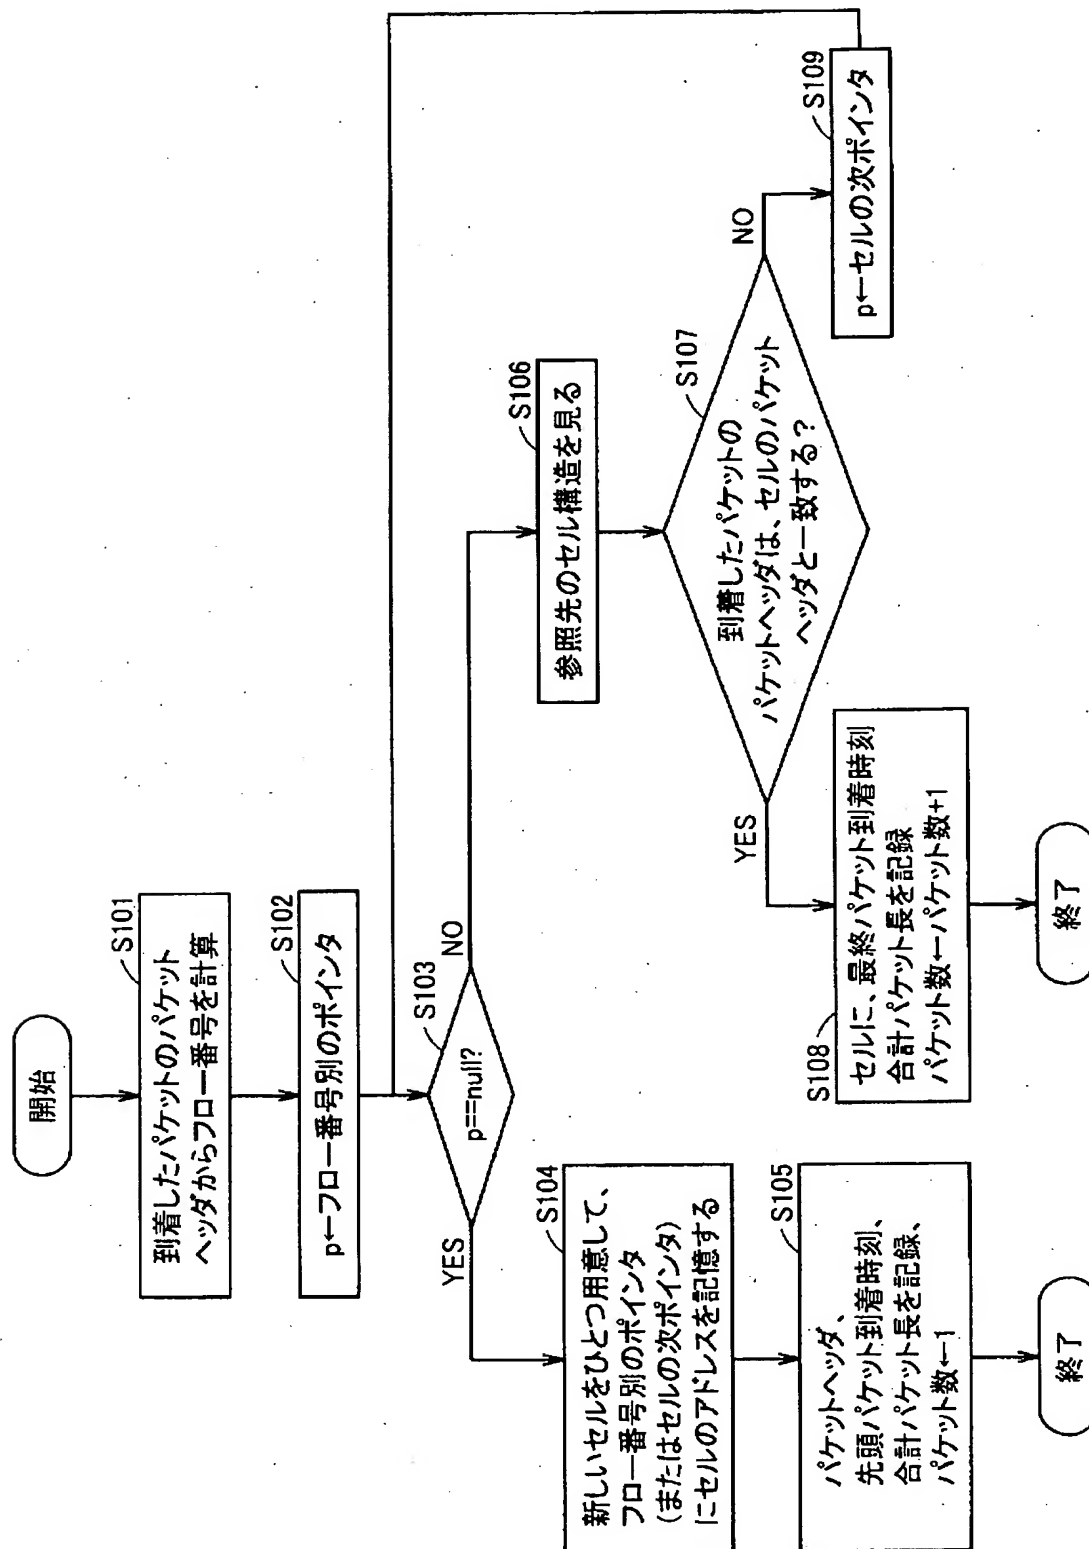 開始
S101
到着したパケットのパケット
ヘッダからフロー番号を計算
S102
p←フロー番号別のポインタ
S103
p==null?
YES
NO
S104
新しいセルをひとつ用意して、
フロー番号別のポインタ
(またはセルの次ポインタ)
にセルのアドレスを記憶する
S105
パケットヘッダ、
先頭パケット到着時刻、
合計パケット長を記録、
パケット数←1
終了
S106
参照先のセル構造を見る
S107
到着したパケットの
パケットヘッダは、セルのパケット
ヘッダと一致する?
YES
NO
S108
セルに、最終パケット到着時刻
合計パケット長を記録
パケット数←パケット数+1
終了
S109
p←セルの次ポインタ